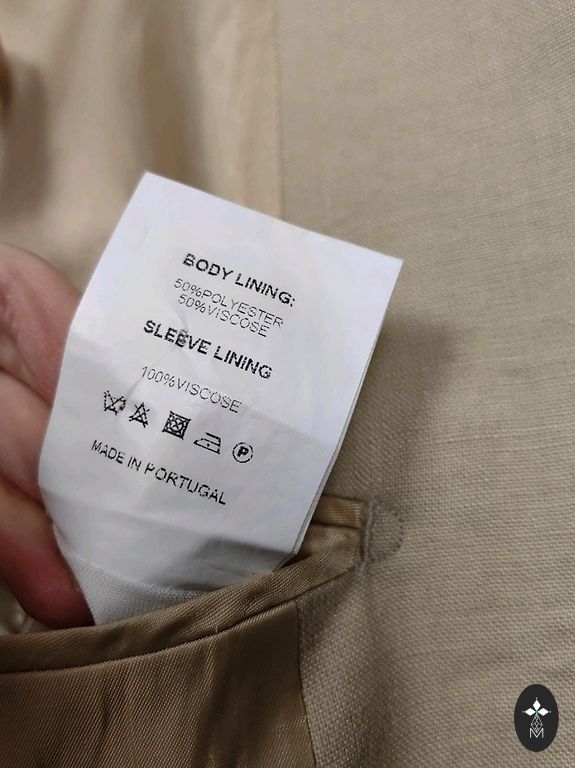 BODY LINING:
50%POLYESTER
50%VISCOSE
SLEEVE LINING
100%VISCOSE
P
MADE IN PORTUGAL
M